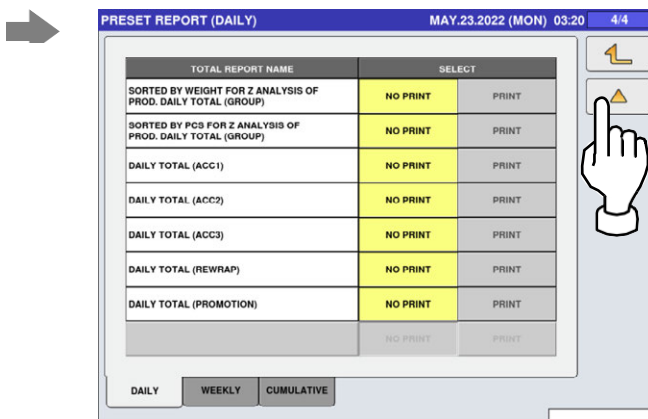 PRESET REPORT (DAILY) MAY.23.2022 (MON) 03:20 4/4
TOTAL REPORT NAME SELECT
SORTED BY WEIGHT FOR Z ANALYSIS OF
PROD. DAILY TOTAL (GROUP) NO PRINT PRINT
SORTED BY PCS FOR Z ANALYSIS OF
PROD. DAILY TOTAL (GROUP) NO PRINT PRINT
DAILY TOTAL (ACC1) NO PRINT PRINT
DAILY TOTAL (ACC2) NO PRINT PRINT
DAILY TOTAL (ACC3) NO PRINT PRINT
DAILY TOTAL (REWRAP) NO PRINT PRINT
DAILY TOTAL (PROMOTION) NO PRINT PRINT
NO PRINT PRINT
DAILY WEEKLY CUMULATIVE